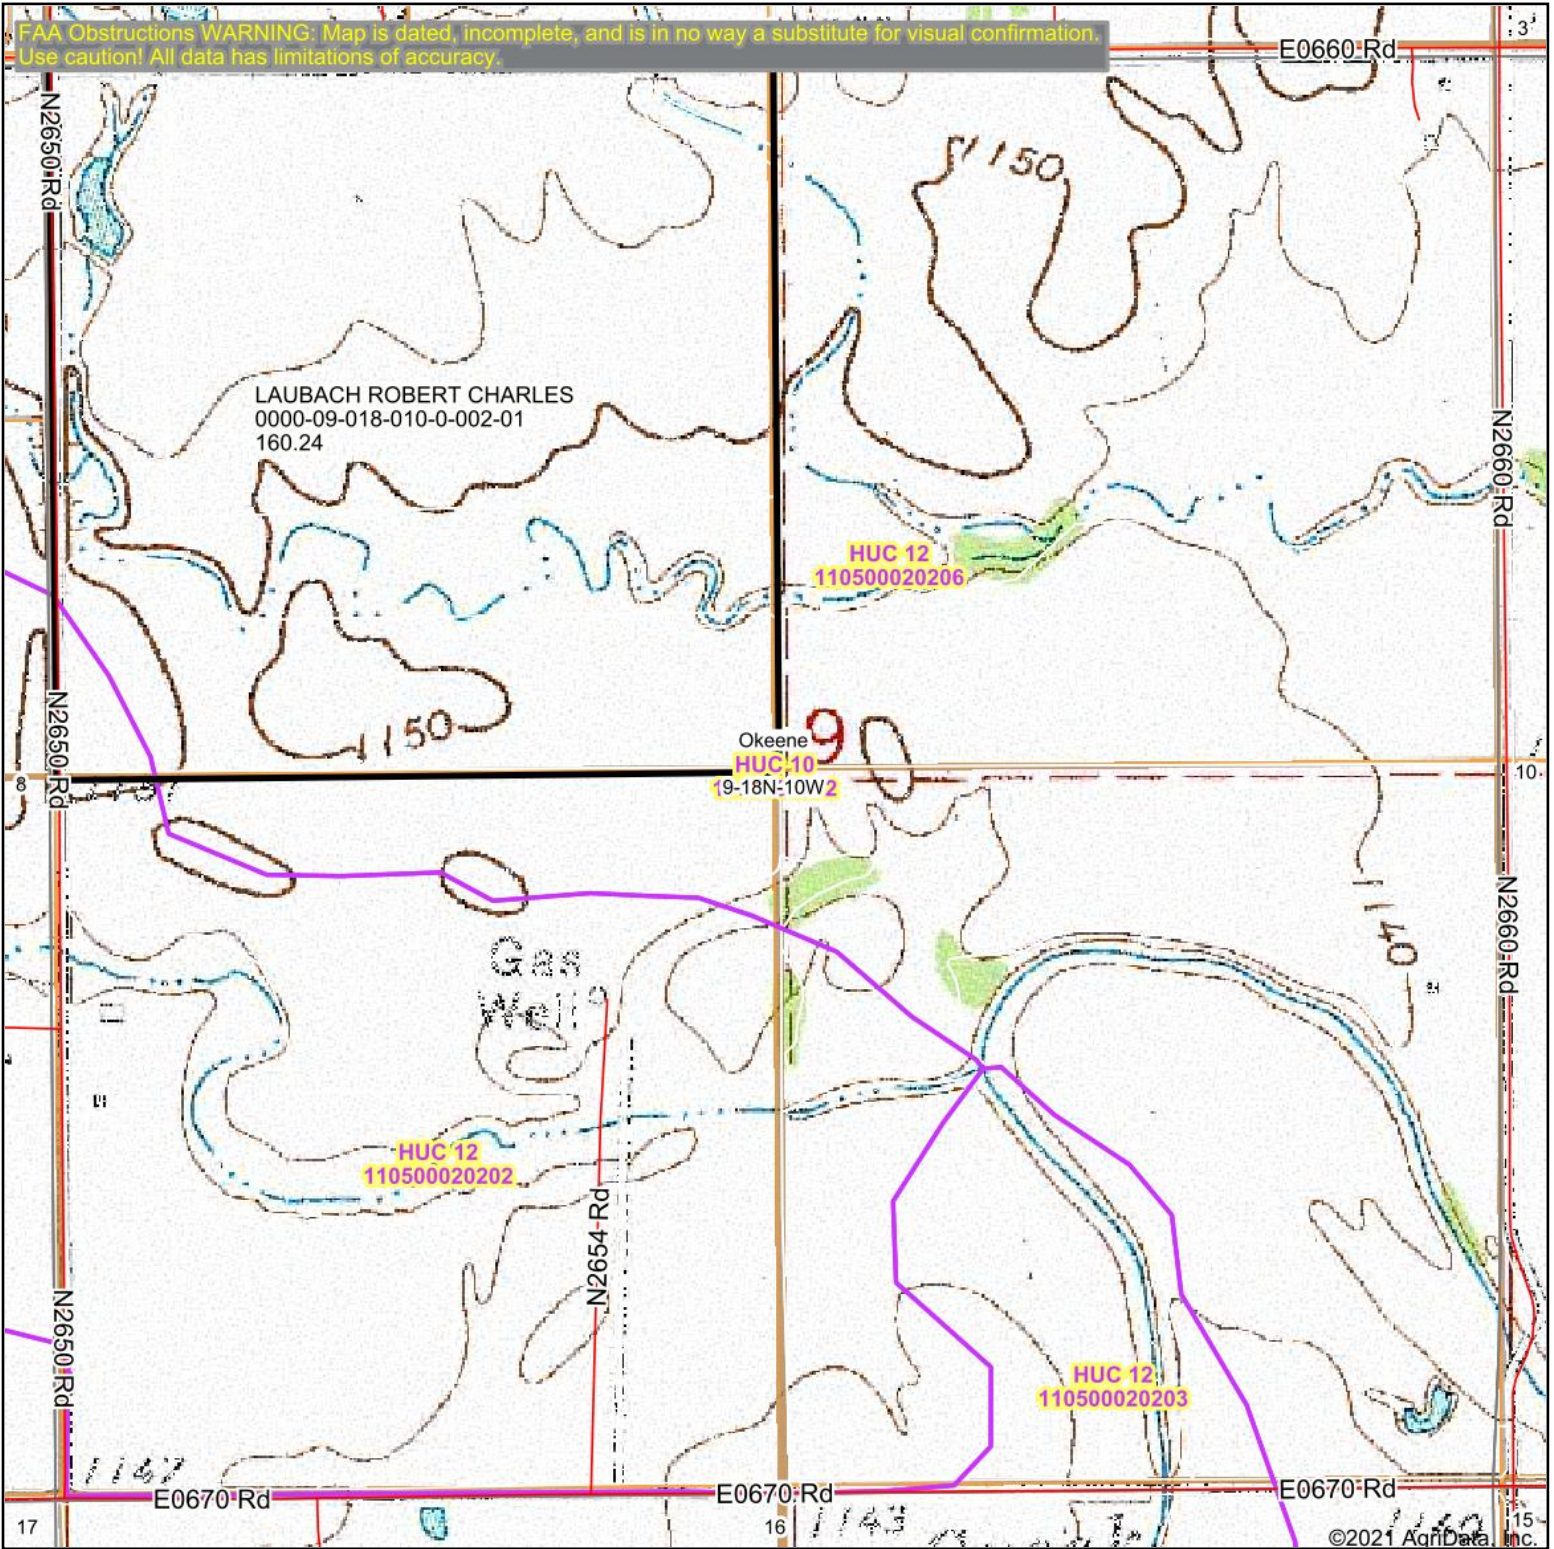 FAA Obstructions WARNING: Map is dated, incomplete, and is in no way a substitute for visual confirmation.
Use caution! All data has limitations of accuracy.
3
E0660 Rd
N2650 Rd
1150
LAUBACH ROBERT CHARLES
0000-09-018-010-0-002-01
160.24
N2660 Rd
HUC 12
110500020206
N2650 Rd
1150
9
Okeene
HUC 10
9-18N-10W
8
10
N2660 Rd
1140
Gas
Well
HUC 12
110500020202
N2654 Rd
N2650 Rd
HUC 12
110500020203
1147
E0670 Rd
E0670 Rd
E0670 Rd
17
16
1143
15
©2021 AgriData, Inc.